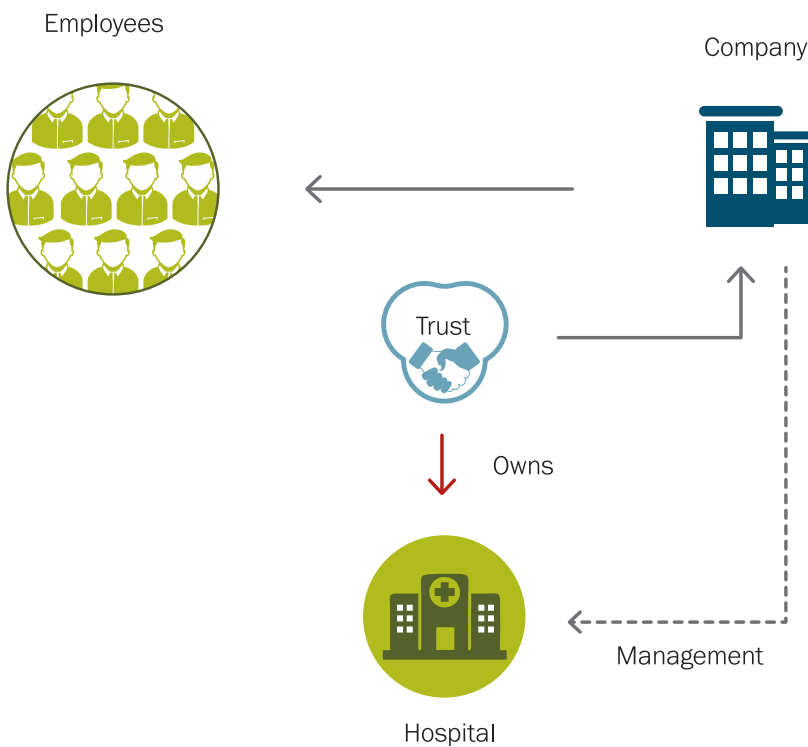 Employees
Company
Trust
Owns
Management
Hospital